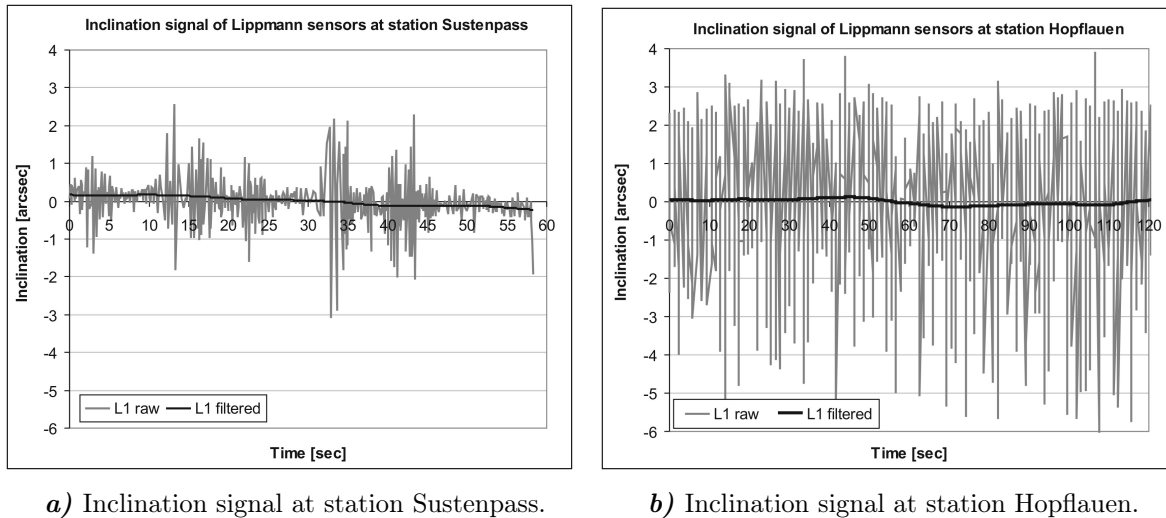 Inclination signal of Lippmann sensors at station Sustenpass
4
3
2
1
0
-1
-2
-3
-4
-5
-6
0 5 10 15 20 25 30 35 40 45 50 55 60
Inclination [arcsec]
L1 raw L1 filtered
Time [sec]
a) Inclination signal at station Sustenpass.
Inclination signal of Lippmann sensors at station Hopflauen
4
3
2
1
0
-1
-2
-3
-4
-5
-6
0 10 20 30 40 50 60 70 80 90 100 110 120
Inclination [arcsec]
L1 raw L1 filtered
Time [sec]
b) Inclination signal at station Hopflauen.